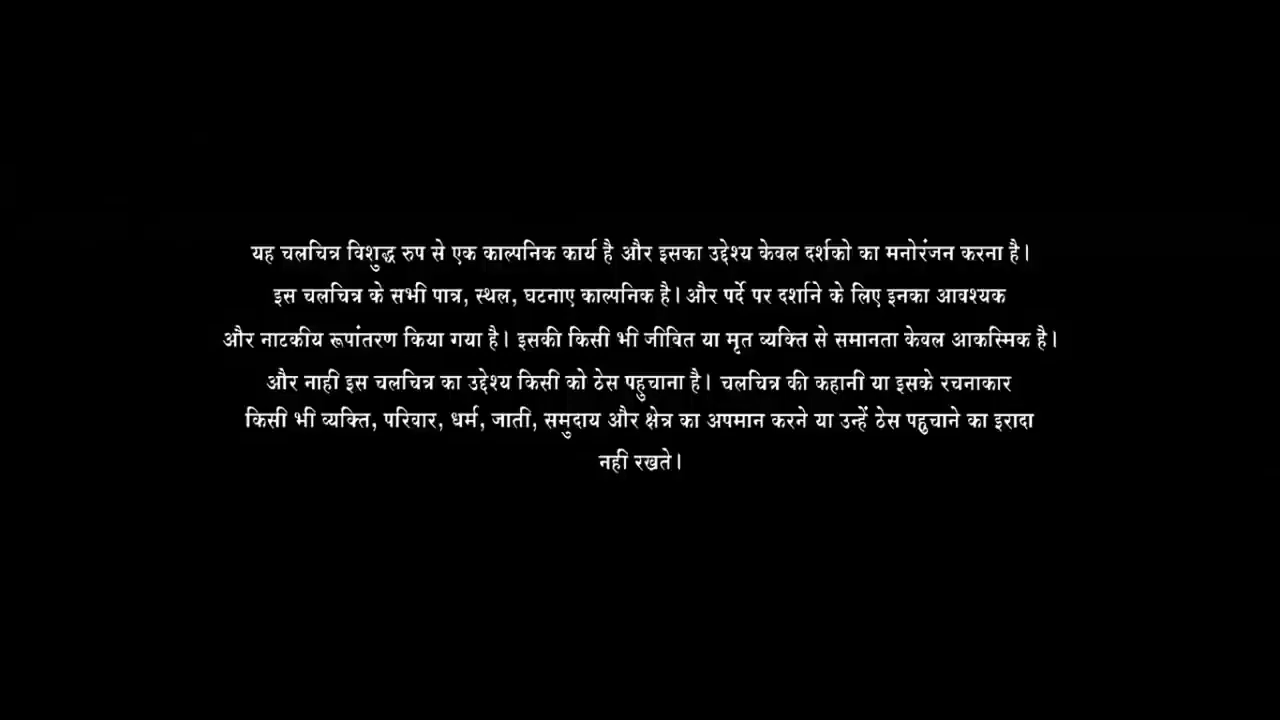 यह चलचित्र विशुद्ध रुप से एक काल्पनिक कार्य है और इसका उद्देश्य केवल दर्शको का मनोरंजन करना है।
इस चलचित्र के सभी पात्र, स्थल, घटनाए काल्पनिक है। और पर्दे पर दर्शाने के लिए इनका आवश्यक
और नाटकीय रूपांतरण किया गया है। इसकी किसी भी जीवित या मृत व्यक्ति से समानता केवल आकस्मिक है।
और नाही इस चलचित्र का उद्देश्य किसी को ठेस पहुचाना है। चलचित्र की कहानी या इसके रचनाकार
किसी भी व्यक्ति, परिवार, धर्म, जाती, समुदाय और क्षेत्र का अपमान करने या उन्हें ठेस पहुचाने का इरादा
नही रखते।